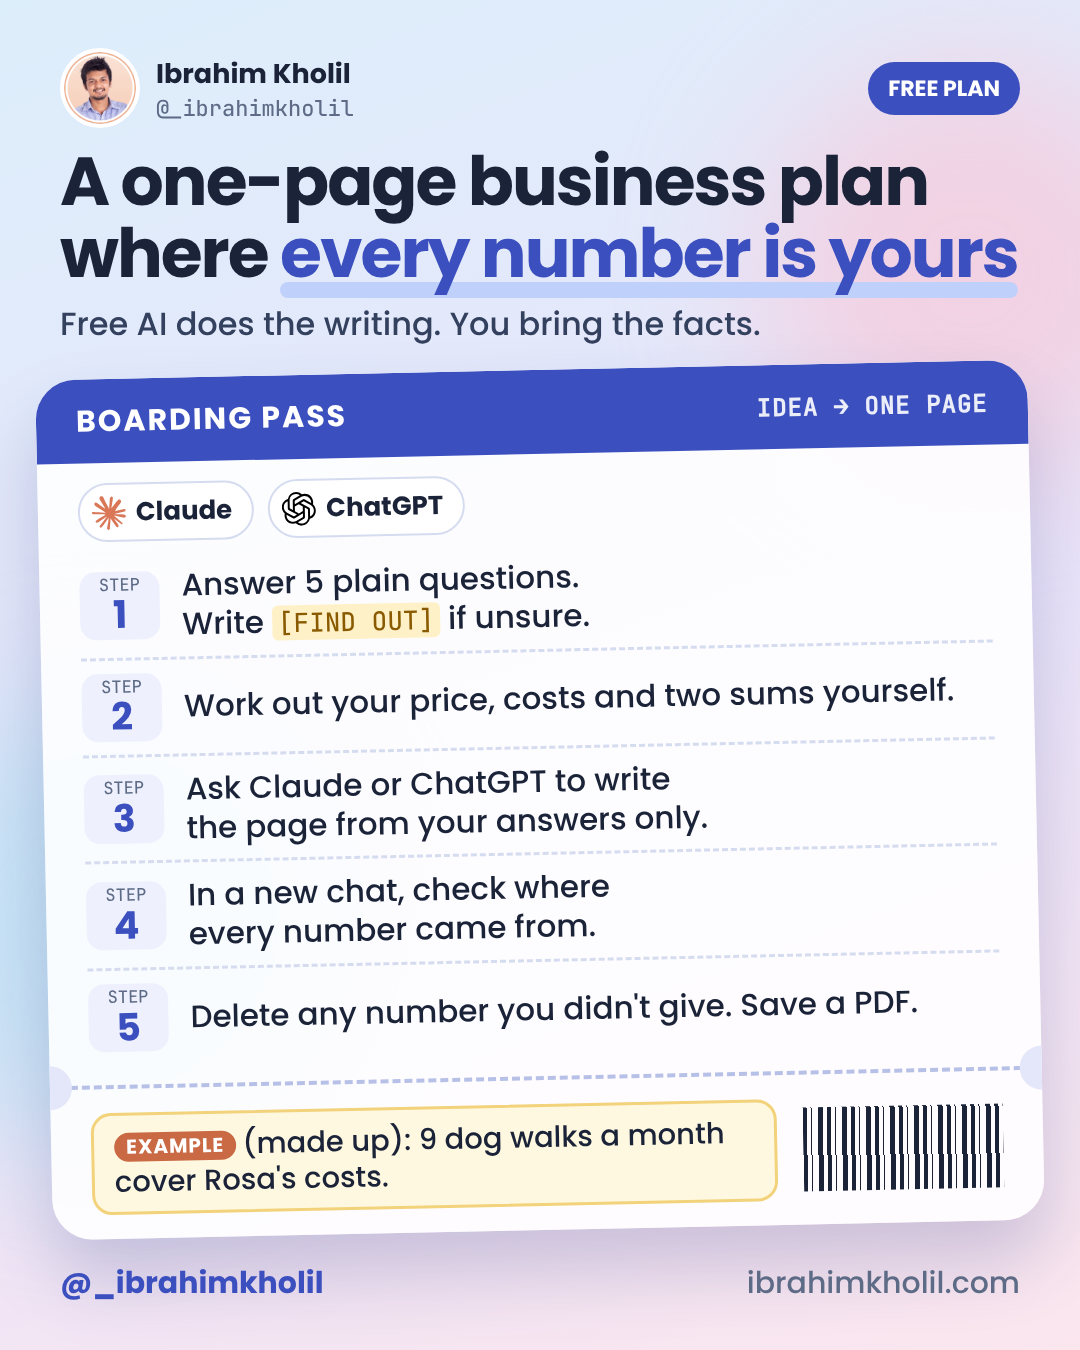 Ibrahim Kholil
@_ibrahimkholil
FREE PLAN
A one-page business plan
where every number is yours
Free AI does the writing. You bring the facts.
BOARDING PASS
IDEA → ONE PAGE
Claude
ChatGPT
STEP
1
Answer 5 plain questions.
Write [FIND OUT] if unsure.
STEP
2
Work out your price, costs and two sums yourself.
STEP
3
Ask Claude or ChatGPT to write
the page from your answers only.
STEP
4
In a new chat, check where
every number came from.
STEP
5
Delete any number you didn't give. Save a PDF.
EXAMPLE (made up): 9 dog walks a month
cover Rosa's costs.
@_ibrahimkholil
ibrahimkholil.com